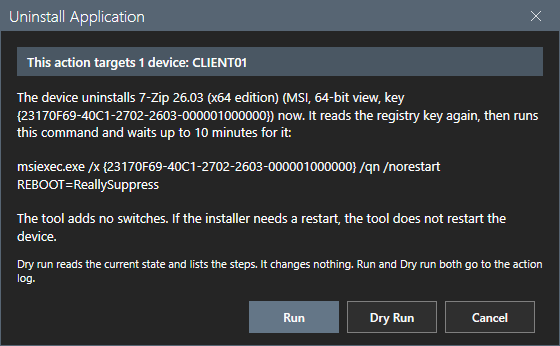 Uninstall Application
This action targets 1 device: CLIENT01
The device uninstalls 7-Zip 26.03 (x64 edition) (MSI, 64-bit view, key
{23170F69-40C1-2702-2603-000001000000}) now. It reads the registry key again, then runs
this command and waits up to 10 minutes for it:
msiexec.exe /x {23170F69-40C1-2702-2603-000001000000} /qn /norestart
REBOOT=ReallySuppress
The tool adds no switches. If the installer needs a restart, the tool does not restart the
device.
Dry run reads the current state and lists the steps. It changes nothing. Run and Dry run both go to the action
log.
Run
Dry Run
Cancel